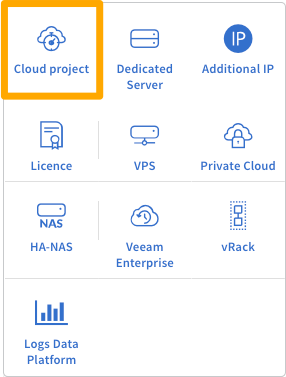 Cloud project
Dedicated
Server
IP
Additional IP
Licence
VPS
Private Cloud
NAS
HA-NAS
Veeam
Enterprise
vRack
Logs Data
Platform